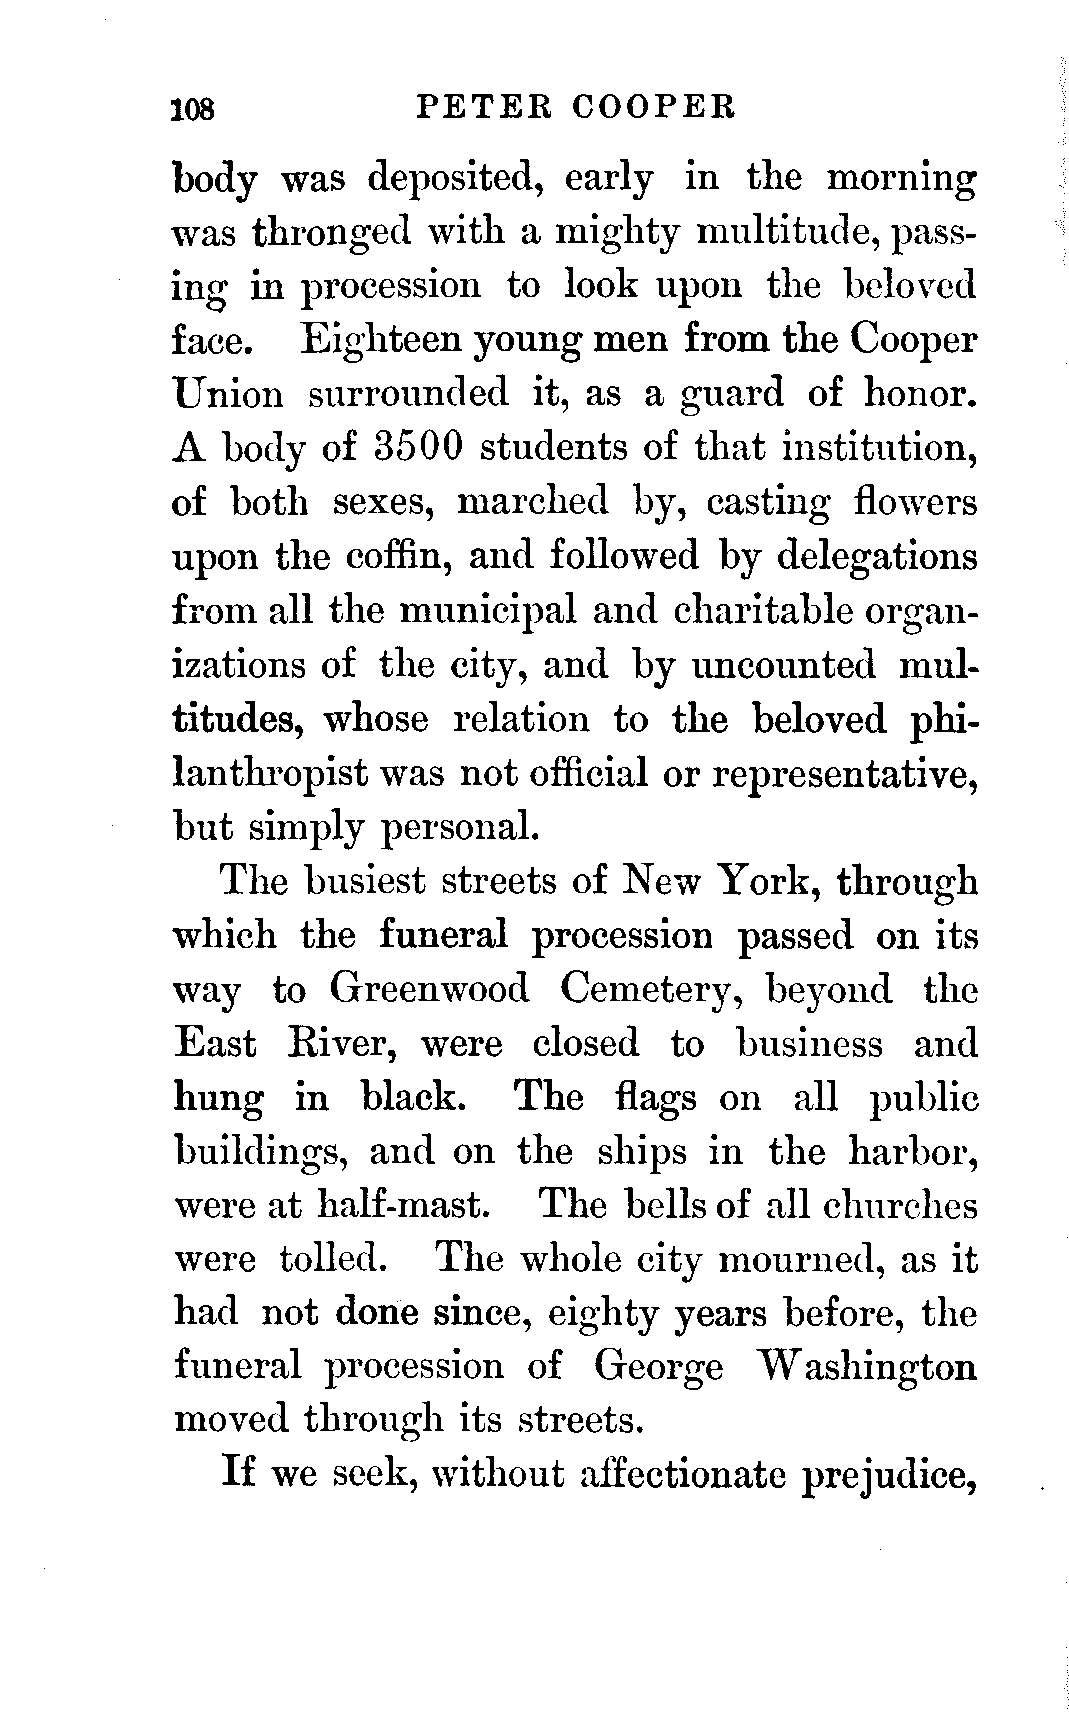 108 PETER COOPER
body was deposited, early in the morning
was thronged with a mighty multitude, pass-
ing in procession to look upon the beloved
face. Eighteen young men from the Cooper
Union surrounded it, as a guard of honor.
A body of 3500 students of that institution,
of both sexes, marched by, casting flowers
upon the coffin, and followed by delegations
from all the municipal and charitable organ-
izations of the city, and by uncounted mul-
titudes, whose relation to the beloved phi-
lanthropist was not official or representative,
but simply personal.
The busiest streets of New York, through
which the funeral procession passed on its
way to Greenwood Cemetery, beyond the
East River, were closed to business and
hung in black. The flags on all public
buildings, and on the ships in the harbor,
were at half-mast. The bells of all churches
were tolled. The whole city mourned, as it
had not done since, eighty years before, the
funeral procession of George Washington
moved through its streets.
If we seek, without affectionate prejudice,